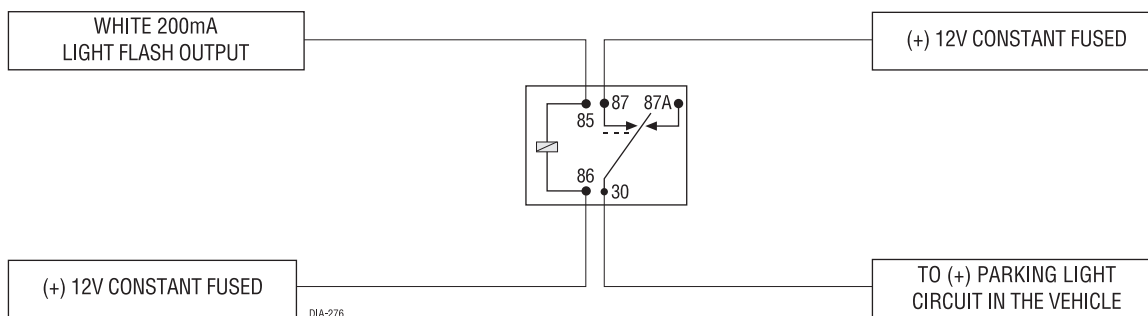 WHITE 200mA
LIGHT FLASH OUTPUT
(+) 12V CONSTANT FUSED
87 87A
85
86
30
(+) 12V CONSTANT FUSED
DIA-276
TO (+) PARKING LIGHT
CIRCUIT IN THE VEHICLE